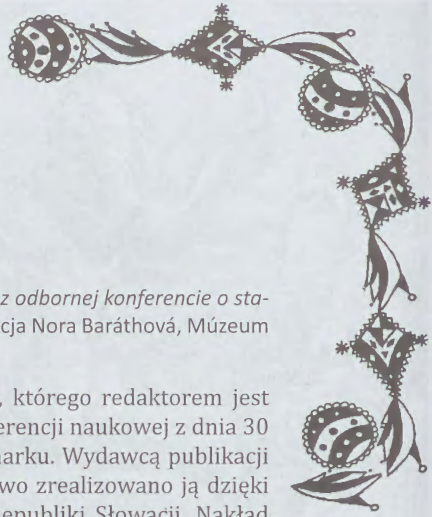 z odbornej konferencie o sta-
cja Nora Baráthová, Múzeum
, którego redaktorem jest
erencji naukowej z dnia 30
narku. Wydawcą publikacji
wo zrealizowano ją dzięki
epubliki Słowacji. Nakład